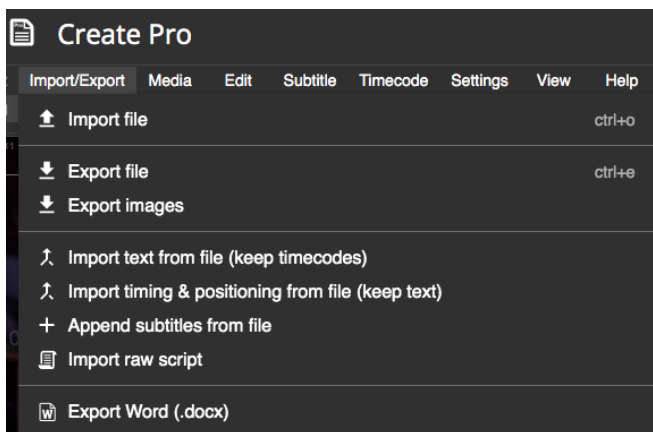 Create Pro
Import/Export Media Edit Subtitle Timecode Settings View Help
Import file ctrl+o
11
Export file ctrl+e
Export images
Import text from file (keep timecodes)
Import timing & positioning from file (keep text)
Append subtitles from file
Import raw script
Export Word (.docx)